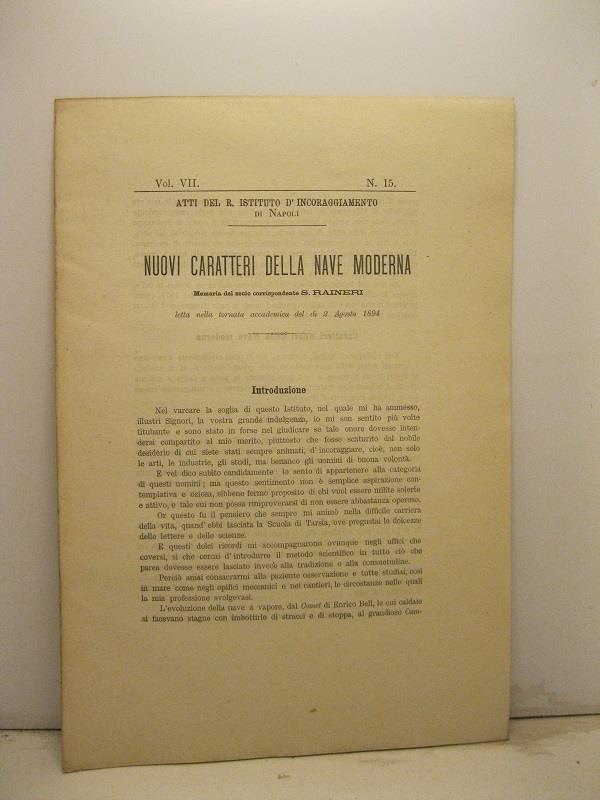 Vol. VII. N. 15.
ATTI DEL R. ISTITUTO D' INCORAGGIAMENTO
DI NAPOLI
NUOVI CARATTERI DELLA NAVE MODERNA
Memoria del socio corrispondente S. RAINERI
letta nella tornata accademica del dì 2 Agosto 1894
Introduzione
Nel varcare la soglia di questo Istituto, nel quale mi ha ammesso,
illustri Signori, la vostra grande indulgenza, io mi son sentito più volte
titubante e sono stato in forse nel giudicare se tale onore dovesse inten-
dersi compartito al mio merito, piuttosto che fosse scaturito dal nobile
desiderio di cui siete stati sempre animati, d' incoraggiare, cioè, non solo
le arti, le industrie, gli studi, ma benanco gli uomini di buona volontà.
E vel dico subito candidamente: io sento di appartenere alla categoria
di questi uomini; ma questo sentimento non è semplice aspirazione con-
templativa e oziosa, sibbene fermo proposito di chi vuol essere milite solerte
e attivo, e tale cui non possa rimproverarsi di non essere abbastanza operoso.
Or questo fu il pensiero che sempre mi animò nella difficile carriera
della vita, quand' ebbi lasciata la Scuola di Tarsia, ove pregustai le dolcezze
delle lettere e delle scienze.
E questi dolci ricordi mi accompagnarono ovunque negli uffici che
coversi, sì che cercai d' introdurre il metodo scientifico in tutto ciò che
parea dovesse essere lasciato invece alla tradizione o alla consuetudine.
Perciò amai consacrarmi alla paziente osservazione e tutte studiai, così
in mare come negli opifici meccanici e nei cantieri, le circostanze nelle quali
la mia professione svolgevasi.
L'evoluzione della nave a vapore, dal Comet di Enrico Bell, le cui caldaie
si facevano stagne con imbottirle di stracci e di stoppa, al grandioso Cam-